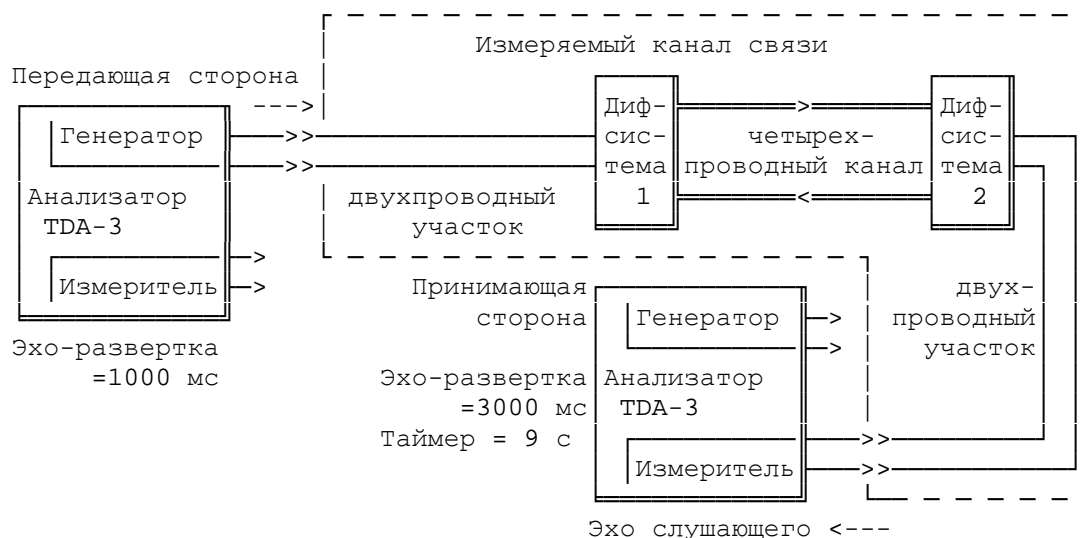 Измеряемый канал связи
Передающая сторона
--->
Диф- > Диф-
Генератор >> сис- четырех- сис-
>> тема проводный канал тема
Анализатор двухпроводный 1 < 2
TDA-3 участок
>
Измеритель > Принимающая двух-
сторона Генератор > проводный
Эхо-развертка > участок
=1000 мс Эхо-развертка Анализатор
=3000 мс TDA-3
Таймер = 9 с >>
Измеритель >>
Эхо слушающего <---